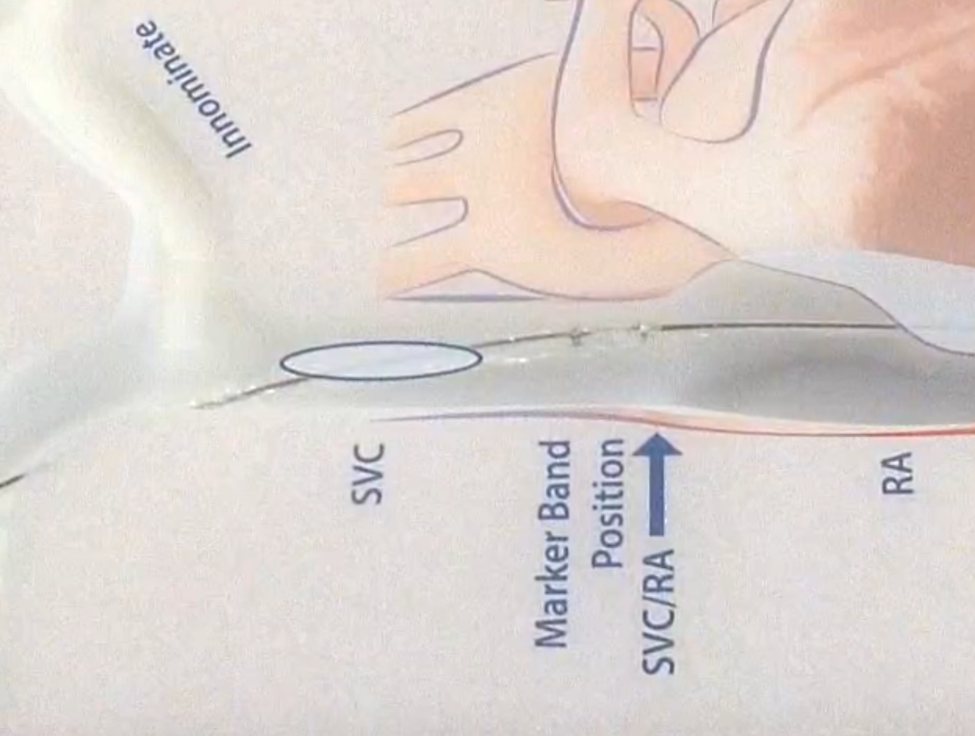 Innominate
SVC
Marker Band
Position
SVC/RA
RA